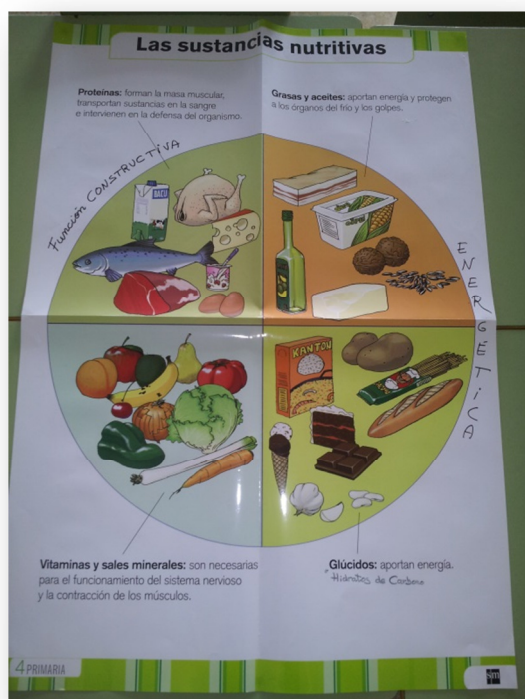 Las sustancias nutritivas
Proteínas: forman la masa muscular,
transportan sustancias en la sangre
e intervienen en la defensa del organismo.
Grasas y aceites: aportan energía y protegen
a los órganos del frío y los golpes.
Función CONSTRUCTIVA
ENERGÉTICA
KANTON
Vitaminas y sales minerales: son necesarias
para el funcionamiento del sistema nervioso
y la contracción de los músculos.
Glúcidos: aportan energía.
Hidratos de Carbono
4 PRIMARIA
sm